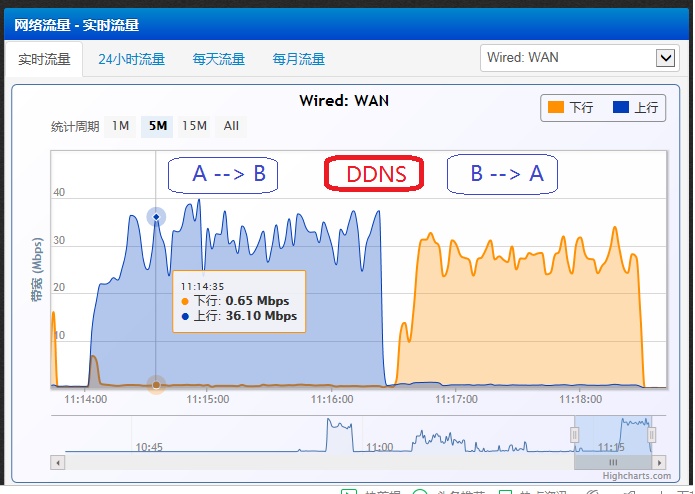 网络流量 - 实时流量
实时流量 24小时流量 每天流量 每月流量 Wired: WAN
Wired: WAN
下行 上行
统计周期 1M 5M 15M All
A --> B DDNS B --> A
带宽 (Mbps)
40
30
20
10
11:14:35
下行: 0.65 Mbps
上行: 36.10 Mbps
11:14:00 11:15:00 11:16:00 11:17:00 11:18:00
10:45 11:00 11:15
Highcharts.com